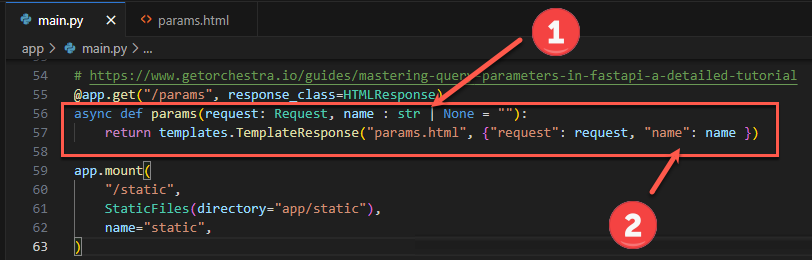 main.py
<> params.html
app > main.py > ...
1
54 # https://www.getorchestra.io/guides/mastering-query-parameters-in-fastapi-a-detailed-tutorial
55 @app.get("/params", response_class=HTMLResponse)
56 async def params(request: Request, name : str | None = ""):
57     return templates.TemplateResponse("params.html", {"request": request, "name": name })
58
59 app.mount(
60     "/static",
61     StaticFiles(directory="app/static"),
62     name="static",
63 )
2